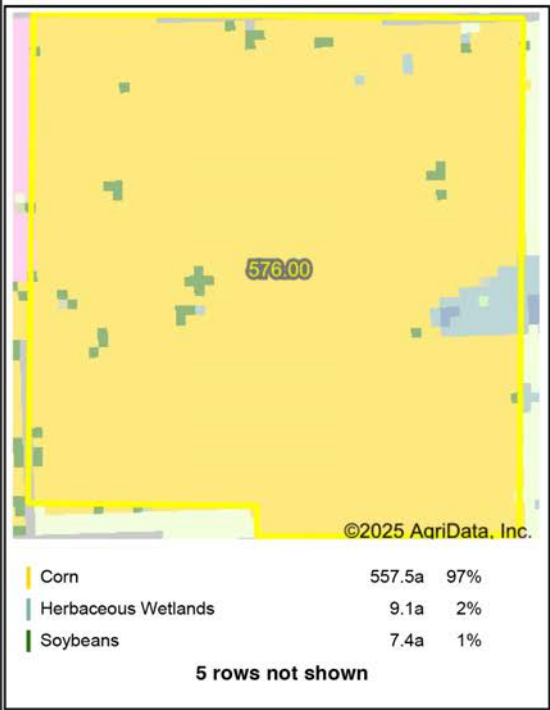 576.00
©2025 AgriData, Inc.
Corn 557.5a 97%
Herbaceous Wetlands 9.1a 2%
Soybeans 7.4a 1%
5 rows not shown